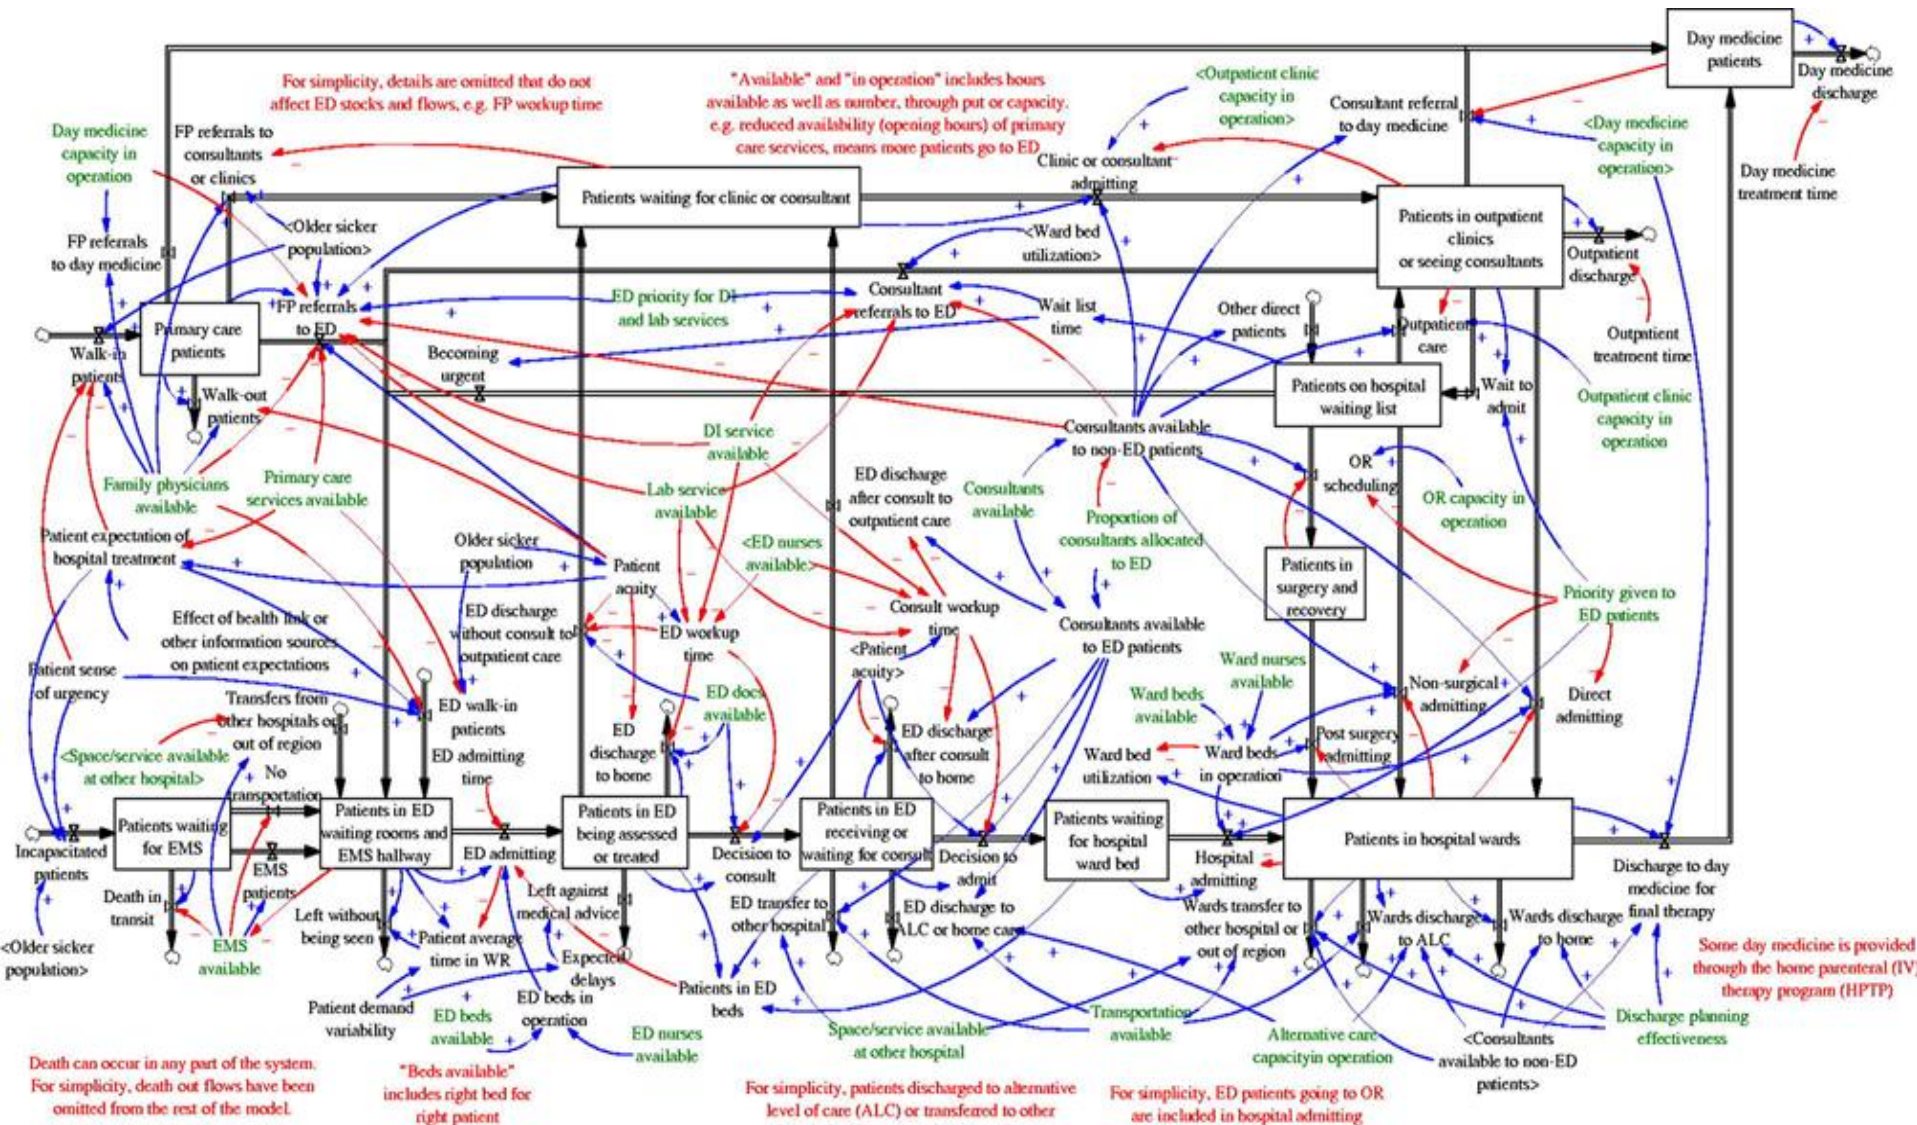 Day medicine
patients
Day medicine
discharge
For simplicity, details are omitted that do not
affect ED stocks and flows, e.g. FP workup time
"Available" and "in operation" includes hours
available as well as number, through put or capacity.
e.g. reduced availability (opening hours) of primary
care services, means more patients go to ED
<Outpatient clinic
capacity in
operation>
Consultant referral
to day medicine
<Day medicine
capacity in
operation>
Day medicine
treatment time
Day medicine
capacity in
operation
FP referrals to
consultants
or clinics
Clinic or consultant
admitting
Patients waiting for clinic or consultant
Patients in outpatient
clinics
or seeing consultants
FP referrals
to day medicine
<Older sicker
population>
<Ward bed
utilization>
Outpatient
discharge
FP referrals
to ED
ED priority for DI
and lab services
Consultant
referrals to ED
Wait list
time
Other direct
patients
Outpatient
care
Outpatient
treatment time
Primary care
patients
Walk-in
patients
Becoming
urgent
Walk-out
patients
Patients on hospital
waiting list
Wait to
admit
Outpatient clinic
capacity in
operation
DI service
available
Consultants available
to non-ED patients
Family physicians
available
Primary care
services available
Lab service
available
ED discharge
after consult to
outpatient care
Consultants
available
OR
scheduling
OR capacity in
operation
Patient expectation of
hospital treatment
Older sicker
population
Patient
acuity
<ED nurses
available>
Proportion of
consultants allocated
to ED
Patients in
surgery and
recovery
Priority given to
ED patients
Effect of health link or
other information sources
on patient expectations
ED discharge
without consult to
outpatient care
ED workup
time
Consult workup
time
Consultants available
to ED patients
<Patient
acuity>
Patient sense
of urgency
Transfers from
other hospitals or
out of region
ED walk-in
patients
ED docs
available
Ward nurses
available
Ward beds
available
Non-surgical
admitting
Direct
admitting
<Space/service available
at other hospital>
No
transportation
ED admitting
time
ED
discharge
to home
ED discharge
after consult
to home
Ward bed
utilization
Ward beds
in operation
Post surgery
admitting
Patients waiting
for EMS
Patients in ED
waiting rooms and
EMS hallway
Patients in ED
being assessed
or treated
Patients in ED
receiving or
waiting for consult
Patients waiting
for hospital
ward bed
Patients in hospital wards
Incapacitated
patients
EMS
patients
ED admitting
Decision to
consult
Decision to
admit
Hospital
admitting
Discharge to day
medicine for
final therapy
Death in
transit
Left without
being seen
Left against
medical advice
ED transfer to
other hospital
ED discharge to
ALC or home care
Wards transfer to
other hospital or
out of region
Wards discharge
to ALC
Wards discharge
to home
<Older sicker
population>
EMS
available
Patient average
time in WR
Expected
delays
Patients in ED
beds
Some day medicine is provided
through the home parenteral (IV)
therapy program (HPTP)
Patient demand
variability
ED beds
available
ED beds in
operation
ED nurses
available
Space/service available
at other hospital
Transportation
available
Alternative care
capacityin operation
<Consultants
available to non-ED
patients>
Discharge planning
effectiveness
Death can occur in any part of the system.
For simplicity, death out flows have been
omitted from the rest of the model.
"Beds available"
includes right bed for
right patient
For simplicity, patients discharged to alternative
level of care (ALC) or transferred to other
For simplicity, ED patients going to OR
are included in hospital admitting